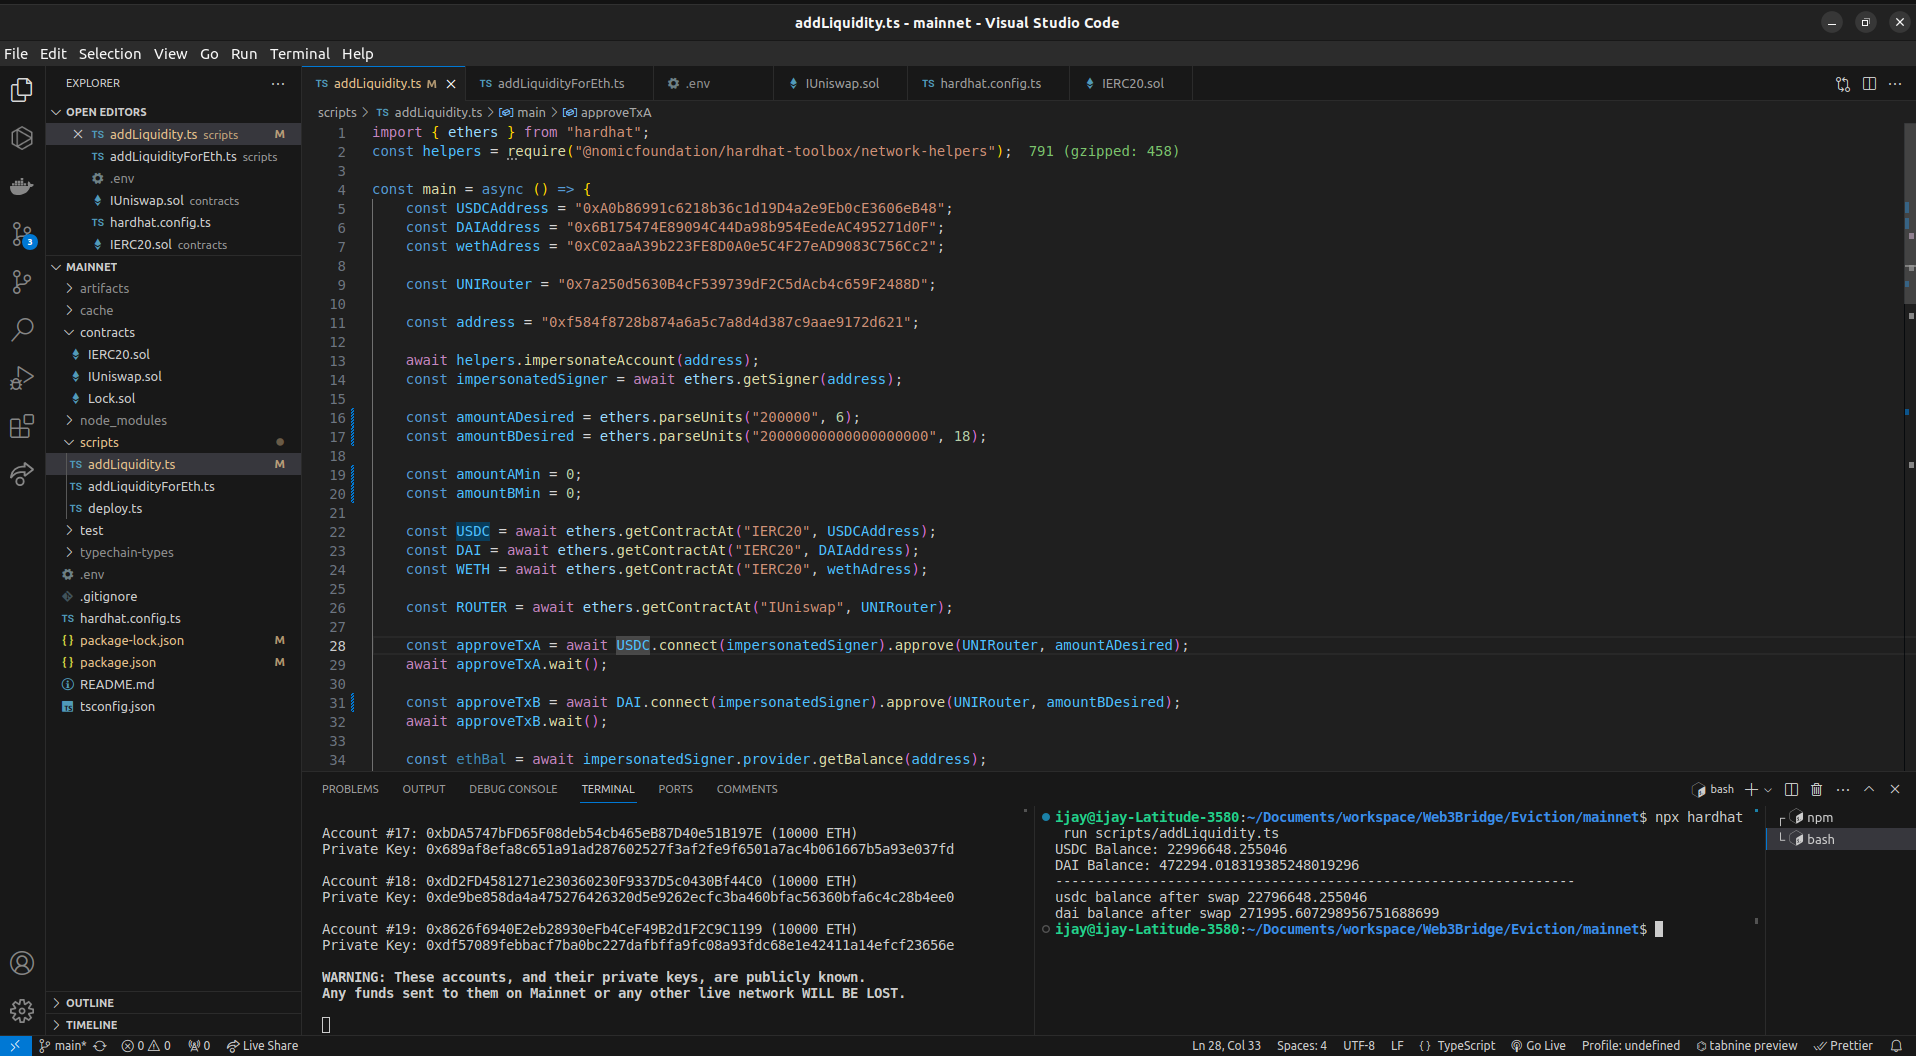 addLiquidity.ts - mainnet - Visual Studio Code
File Edit Selection View Go Run Terminal Help
EXPLORER
OPEN EDITORS
addLiquidity.ts scripts M
TS addLiquidityForEth.ts scripts
.env
IUniswap.sol contracts
TS hardhat.config.ts
IERC20.sol contracts
MAINNET
artifacts
cache
contracts
IERC20.sol
IUniswap.sol
Lock.sol
node_modules
scripts
TS addLiquidity.ts M
TS addLiquidityForEth.ts
TS deploy.ts
test
typechain-types
.env
.gitignore
TS hardhat.config.ts
{} package-lock.json M
{} package.json M
README.md
tsconfig.json
OUTLINE
TIMELINE
3
TS addLiquidity.ts M
TS addLiquidityForEth.ts
.env
IUniswap.sol
TS hardhat.config.ts
IERC20.sol
scripts > TS addLiquidity.ts > main > approveTxA
1 import { ethers } from "hardhat";
2 const helpers = require("@nomicfoundation/hardhat-toolbox/network-helpers"); 791 (gzipped: 458)
3
4 const main = async () => {
5 const USDCAddress = "0xA0b86991c6218b36c1d19D4a2e9Eb0cE3606eB48";
6 const DAIAddress = "0x6B175474E89094C44Da98b954EedeAC495271d0F";
7 const wethAdress = "0xC02aaA39b223FE8D0A0e5C4F27eAD9083C756Cc2";
8
9 const UNIRouter = "0x7a250d5630B4cF539739dF2C5dAcb4c659F2488D";
10
11 const address = "0xf584f8728b874a6a5c7a8d4d387c9aae9172d621";
12
13 await helpers.impersonateAccount(address);
14 const impersonatedSigner = await ethers.getSigner(address);
15
16 const amountADesired = ethers.parseUnits("200000", 6);
17 const amountBDesired = ethers.parseUnits("20000000000000000000", 18);
18
19 const amountAMin = 0;
20 const amountBMin = 0;
21
22 const USDC = await ethers.getContractAt("IERC20", USDCAddress);
23 const DAI = await ethers.getContractAt("IERC20", DAIAddress);
24 const WETH = await ethers.getContractAt("IERC20", wethAdress);
25
26 const ROUTER = await ethers.getContractAt("IUniswap", UNIRouter);
27
28 const approveTxA = await USDC.connect(impersonatedSigner).approve(UNIRouter, amountADesired);
29 await approveTxA.wait();
30
31 const approveTxB = await DAI.connect(impersonatedSigner).approve(UNIRouter, amountBDesired);
32 await approveTxB.wait();
33
34 const ethBal = await impersonatedSigner.provider.getBalance(address);
PROBLEMS OUTPUT DEBUG CONSOLE TERMINAL PORTS COMMENTS
bash
Account #17: 0xbDA5747bFD65F08deb54cb465eB87D40e51B197E (10000 ETH)
Private Key: 0x689af8efa8c651a91ad287602527f3af2fe9f6501a7ac4b061667b5a93e037fd
Account #18: 0xdD2FD4581271e230360230F9337D5c0430Bf44C0 (10000 ETH)
Private Key: 0xde9be858da4a475276426320d5e9262ecfc3ba460bfac56360bfa6c4c28b4ee0
Account #19: 0x8626f6940E2eb28930eFb4CeF49B2d1F2C9C1199 (10000 ETH)
Private Key: 0xdf57089febbacf7ba0bc227dafbffa9fc08a93fdc68e1e42411a14efcf23656e
WARNING: These accounts, and their private keys, are publicly known.
Any funds sent to them on Mainnet or any other live network WILL BE LOST.
ijay@ijay-Latitude-3580:~/Documents/workspace/Web3Bridge/Eviction/mainnet$ npx hardhat
run scripts/addLiquidity.ts
USDC Balance: 22996648.255046
DAI Balance: 472294.018319385248019296
-----------------------------------------------------------------
usdc balance after swap 22796648.255046
dai balance after swap 271995.607298956751688699
ijay@ijay-Latitude-3580:~/Documents/workspace/Web3Bridge/Eviction/mainnet$
npm
bash
main* 0 0 0 Live Share
Ln 28, Col 33 Spaces: 4 UTF-8 LF {} TypeScript Go Live Profile: undefined tabnine preview Prettier